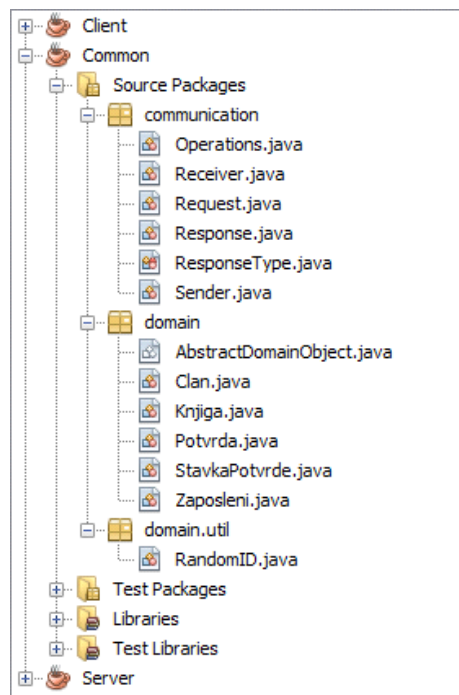 Client
Common
Source Packages
communication
Operations.java
Receiver.java
Request.java
Response.java
ResponseType.java
Sender.java
domain
AbstractDomainObject.java
Clan.java
Knjiga.java
Potvrda.java
StavkaPotvrde.java
Zaposleni.java
domain.util
RandomID.java
Test Packages
Libraries
Test Libraries
Server